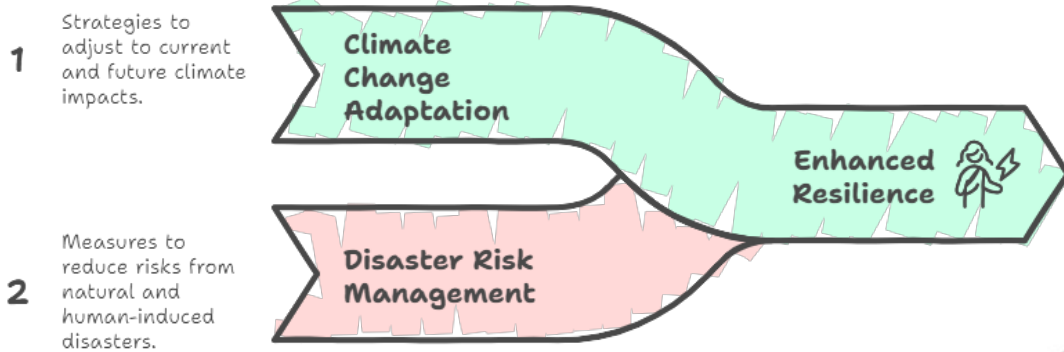 1
Strategies to
adjust to current
and future climate
impacts.
Climate
Change
Adaptation
Enhanced
Resilience
2
Measures to
reduce risks from
natural and
human-induced
disasters.
Disaster Risk
Management